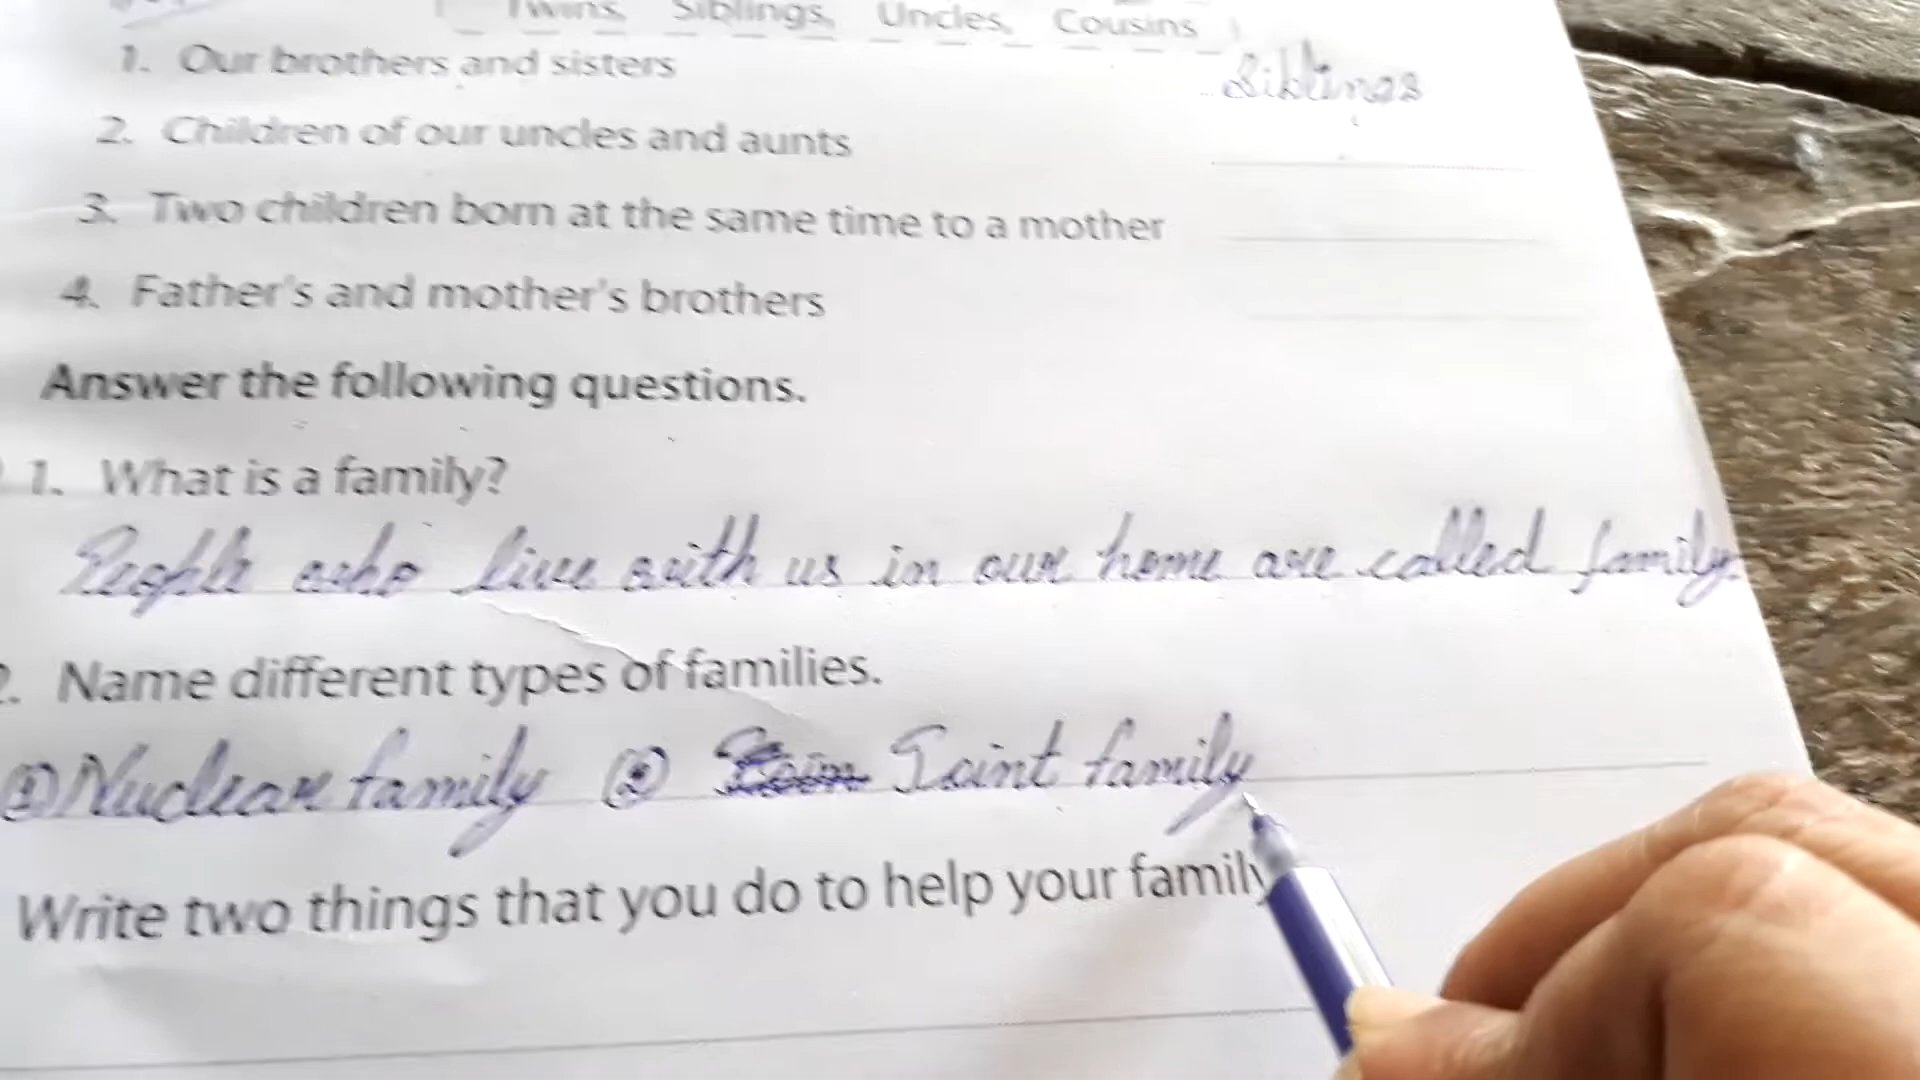 Twins, Siblings, Uncles, Cousins
1. Our brothers and sisters Siblings
2. Children of our uncles and aunts
3. Two children born at the same time to a mother
4. Father's and mother's brothers
Answer the following questions.
1. What is a family?
People who live with us in our home are called family.
2. Name different types of families.
① Nuclear family ② Joint family
Write two things that you do to help your family